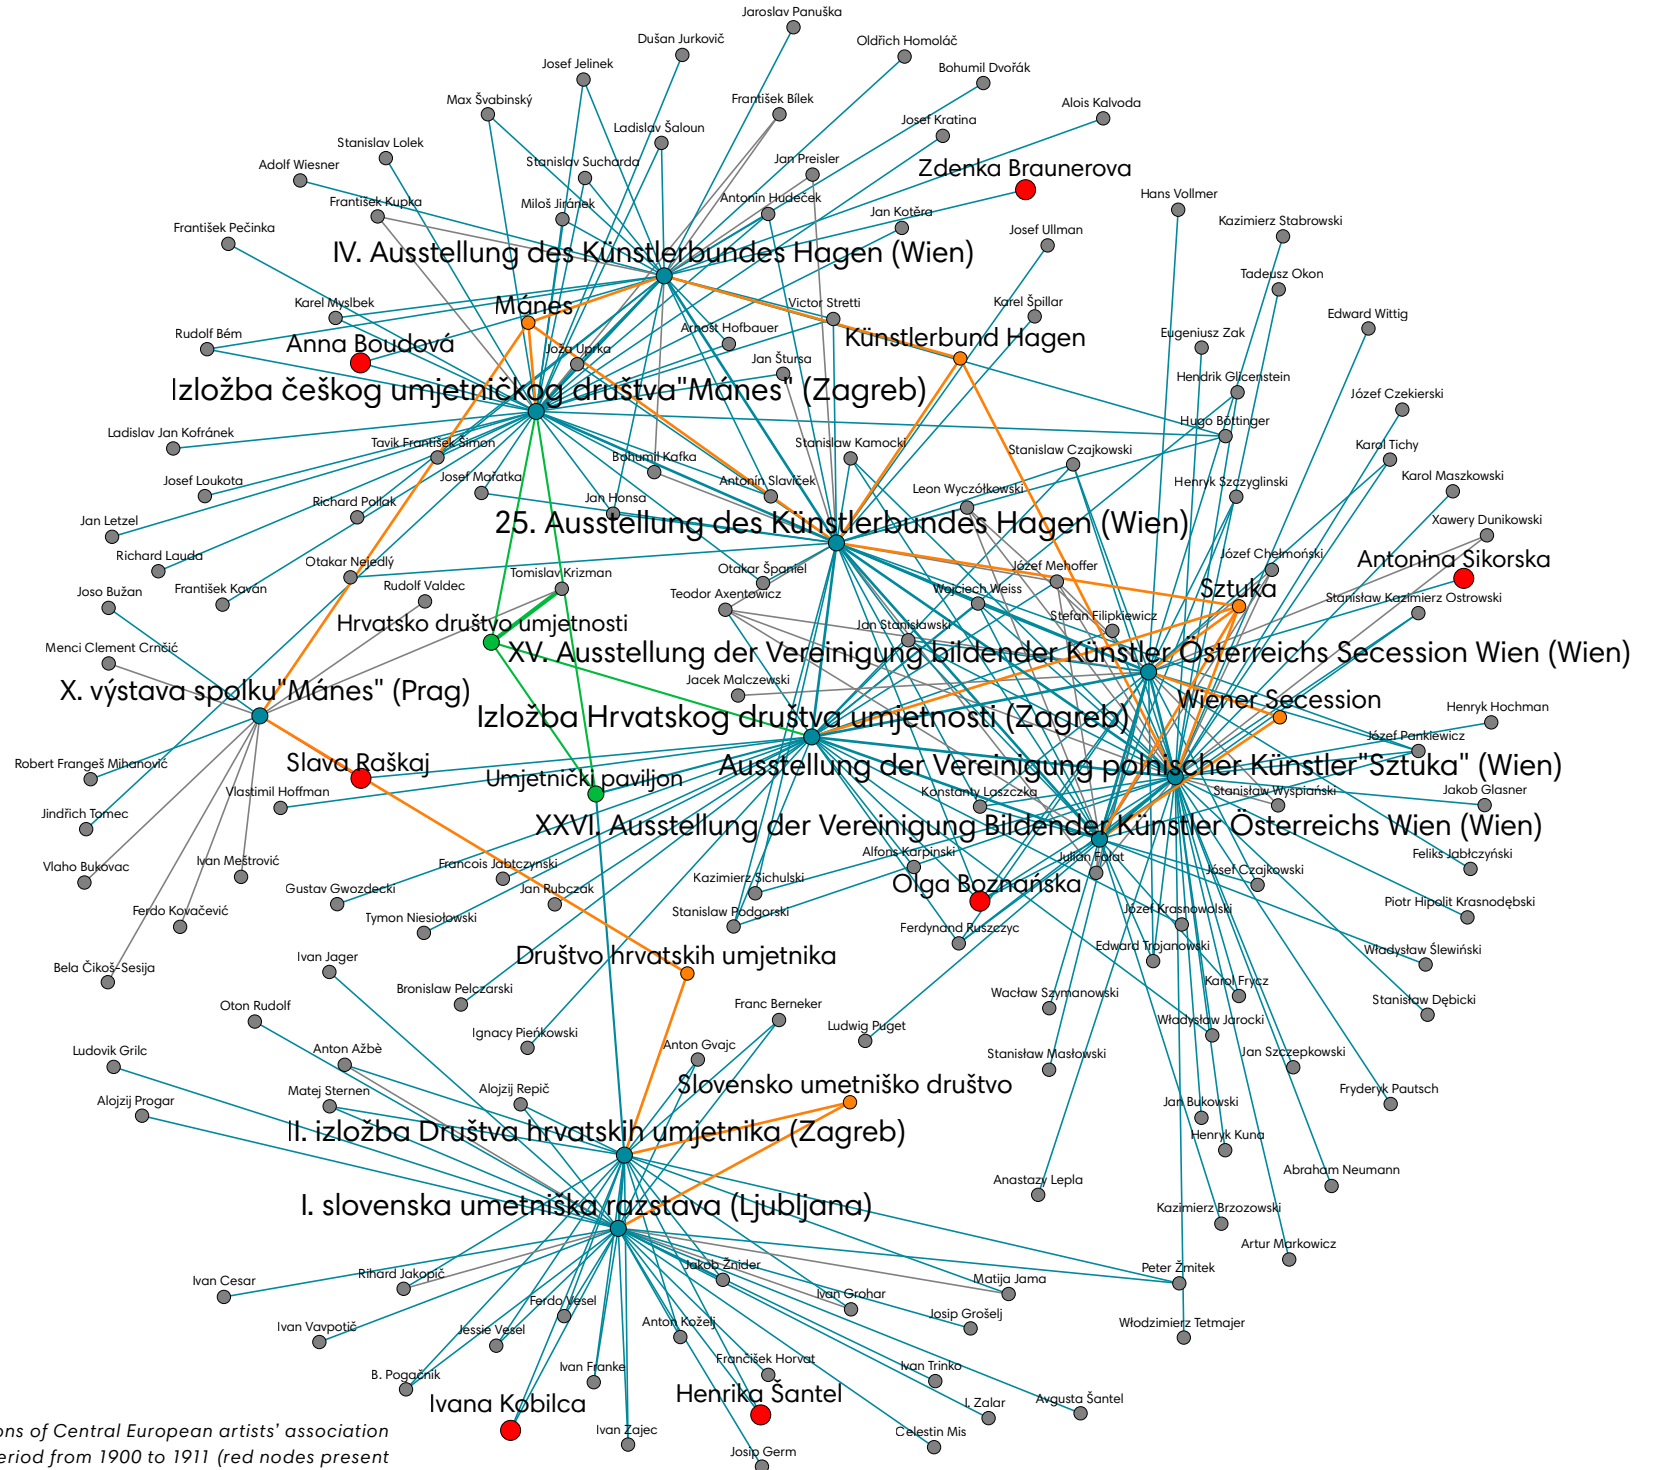 Jaroslav Panuška
Dušan Jurkovič
Oldřich Homoláč
Josef Jelinek
Bohumil Dvořák
Max Švabinský
František Bílek
Alois Kalvoda
Josef Kratina
Ladislav Šaloun
Stanislav Lolek
Adolf Wiesner
Stanislav Sucharda
Jan Preisler
Zdenka Braunerova
František Kupka
Miloš Jiránek
Antonin Hudeček
Jan Kotěra
Hans Vollmer
Kazimierz Stabrowski
František Pečinka
Josef Ullman
IV. Ausstellung des Künstlerbundes Hagen (Wien)
Tadeusz Okon
Karel Myslbek
Mánes
Victor Stretti
Karel Špillar
Edward Wittig
Rudolf Bém
Anna Boudová
Arnošt Hofbauer
Künstlerbund Hagen
Eugeniusz Zak
Joža Uprka
Jan Štursa
Hendrik Glicenstein
Izložba češkog umjetničkog društva"Mánes" (Zagreb)
Józef Czekierski
Hugo Böttinger
Ladislav Jan Kofránek
Tavik František Šimon
Stanislaw Kamocki
Stanislaw Czajkowski
Karol Tichy
Bohumil Kafka
Josef Loukota
Josef Mařatka
Antonín Slavíček
Henryk Szczyglinski
Karol Maszkowski
Richard Pollak
Jan Honsa
Leon Wyczółkowski
Jan Letzel
25. Ausstellung des Künstlerbundes Hagen (Wien)
Xawery Dunikowski
Richard Lauda
Otakar Nejedlý
Józef Chełmoński
Antonina Sikorska
Joso Bužan
František Kavan
Rudolf Valdec
Tomislav Krizman
Otakar Španiel
Józef Mehoffer
Sztuka
Teodor Axentowicz
Wojciech Weiss
Stanisław Kazimierz Ostrowski
Hrvatsko društvo umjetnosti
Jan Stanisławski
Stefan Filipkiewicz
Menci Clement Crnčić
XV. Ausstellung der Vereinigung bildender Künstler Österreichs Secession Wien (Wien)
X. výstava spolku"Mánes" (Prag)
Jacek Malczewski
Wiener Secession
Izložba Hrvatskog društva umjetnosti (Zagreb)
Henryk Hochman
Józef Pankiewicz
Robert Frangeš Mihanović
Slava Raškaj
Umjetnički paviljon
Ausstellung der Vereinigung polnischer Künstler"Sztuka" (Wien)
Vlastimil Hoffman
Konstanty Laszczka
Stanisław Wyspiański
Jakob Glasner
Jindřich Tomec
XXVI. Ausstellung der Vereinigung Bildender Künstler Österreichs Wien (Wien)
Vlaho Bukovac
Ivan Meštrović
Francois Jabtczynski
Alfons Karpinski
Julian Fałat
Feliks Jabłczyński
Gustav Gwozdecki
Jan Rubczak
Kazimierz Sichulski
Olga Boznańska
Józef Czajkowski
Ferdo Kovačević
Tymon Niesiołowski
Stanislaw Podgorski
Ferdynand Ruszczyc
Józef Krasnowolski
Piotr Hipolit Krasnodębski
Bela Čikoš-Sesija
Ivan Jager
Društvo hrvatskih umjetnika
Edward Trojanowski
Władysław Ślewiński
Bronislaw Pelczarski
Oton Rudolf
Franc Berneker
Wacław Szymanowski
Karol Frycz
Stanisław Dębicki
Ignacy Pieńkowski
Ludwig Puget
Władysław Jarocki
Ludovik Grilc
Anton Ažbè
Anton Gvajc
Stanisław Masłowski
Jan Szczepkowski
Matej Sternen
Alojzij Repič
Slovensko umetniško društvo
Fryderyk Pautsch
Alojzij Progar
Jan Bukowski
II. izložba Društva hrvatskih umjetnika (Zagreb)
Henryk Kuna
Anastazy Lepla
Abraham Neumann
I. slovenska umetniška razstava (Ljubljana)
Kazimierz Brzozowski
Artur Markowicz
Ivan Cesar
Rihard Jakopič
Jakob Žnider
Matija Jama
Peter Žmitek
Ferdo Vesel
Ivan Grohar
Ivan Vavpotič
Jessie Vesel
Anton Koželj
Josip Grošelj
Włodzimierz Tetmajer
B. Pogačnik
Ivan Franke
Frančišek Horvat
Ivan Trinko
Ivana Kobilca
Henrika Šantel
I. Zalar
Avgusta Šantel
Ivan Zajec
Celestin Mis
Josip Germ
ons of Central European artists' association
eriod from 1900 to 1911 (red nodes present